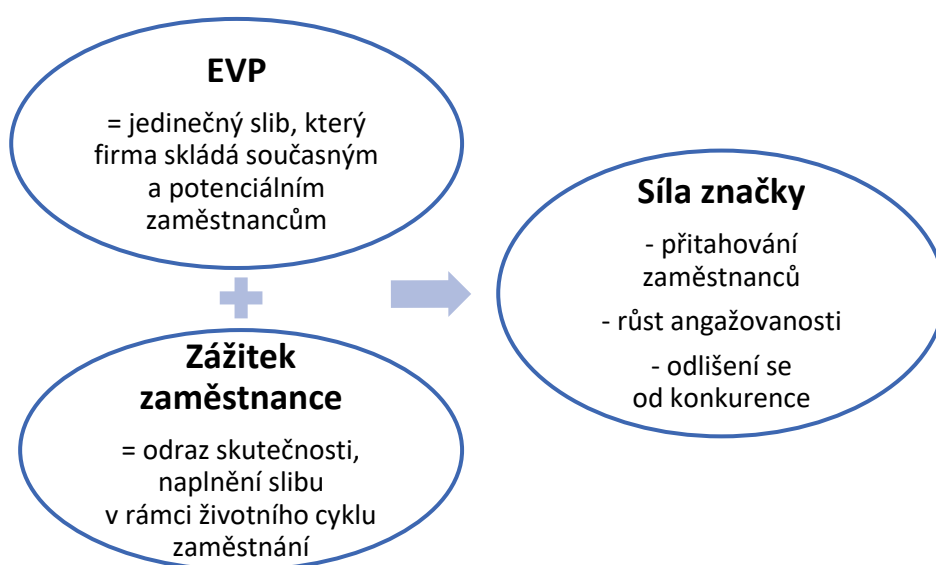 EVP
= jedinečný slib, který
firma skládá současným
a potenciálním
zaměstnancům
Zážitek
zaměstnance
= odraz skutečnosti,
naplnění slibu
v rámci životního cyklu
zaměstnání
Síla značky
- přitahování
zaměstnanců
- růst angažovanosti
- odlišení se
od konkurence